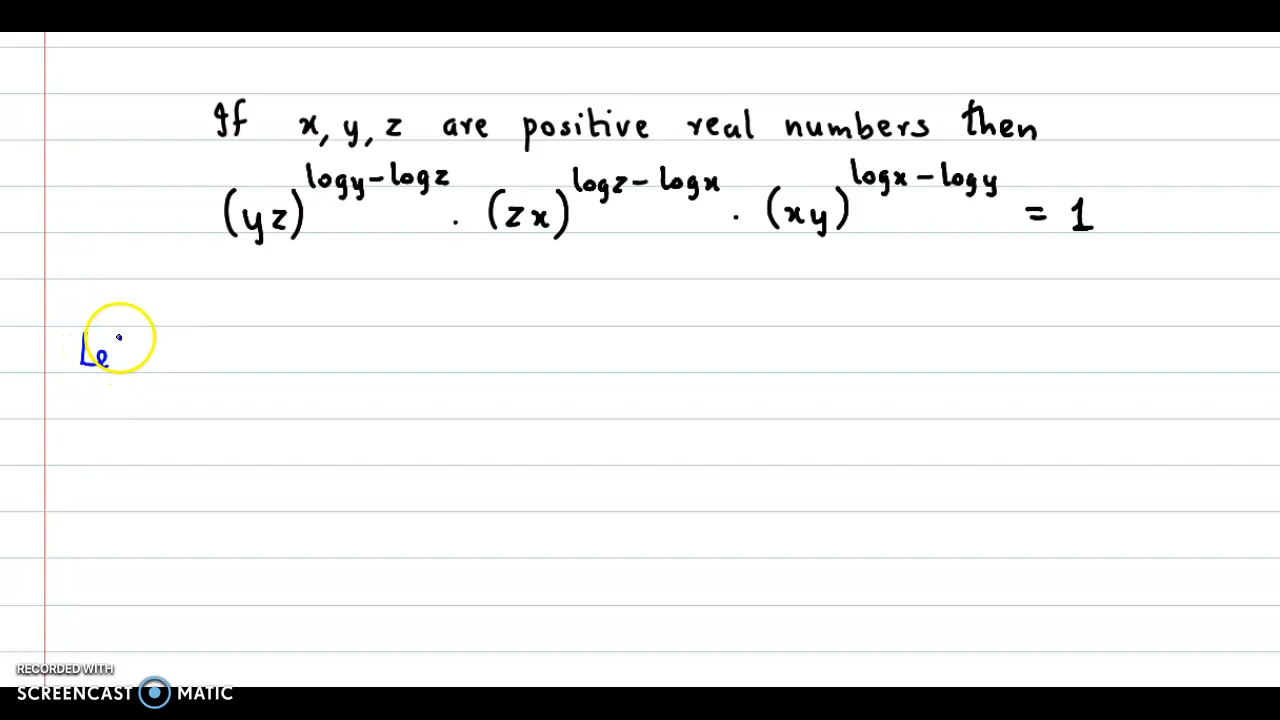 If x, y, z are positive real numbers then
(yz)^{logy-logz} . (zx)^{logz-logx} . (xy)^{logx-logy} = 1
Le
RECORDED WITH
SCREENCAST MATIC